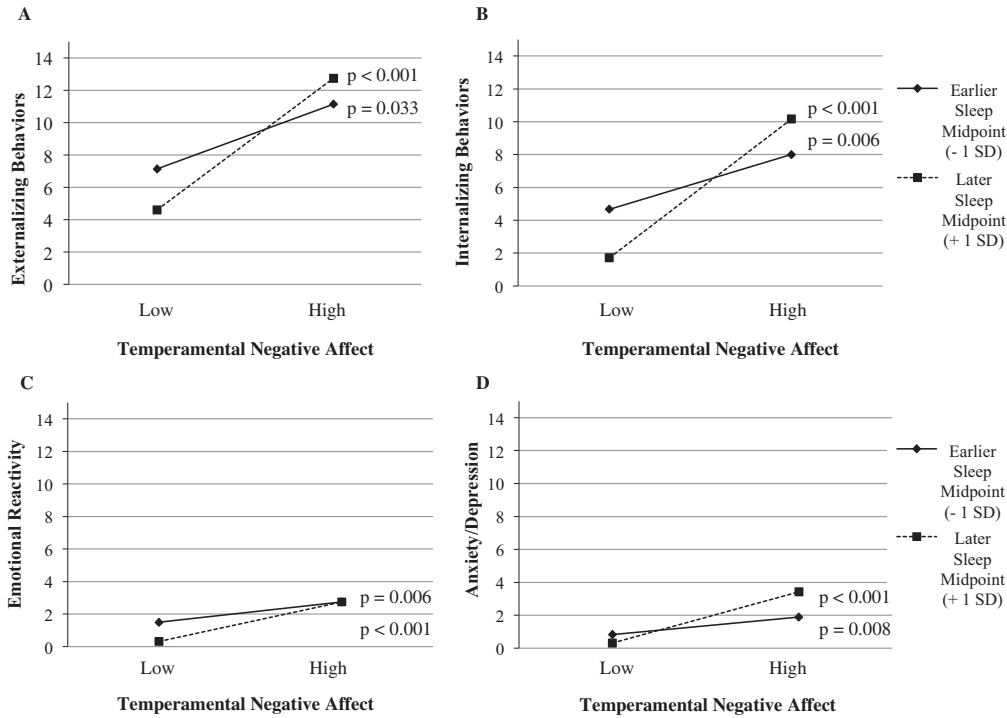 A
Externalizing Behaviors
14
12
10
8
6
4
2
0
p < 0.001
p = 0.033
Low
High
Temperamental Negative Affect
B
Internalizing Behaviors
14
12
10
8
6
4
2
0
p < 0.001
p = 0.006
Low
High
Temperamental Negative Affect
Earlier
Sleep
Midpoint
(- 1 SD)
Later
Sleep
Midpoint
(+ 1 SD)
C
Emotional Reactivity
14
12
10
8
6
4
2
0
p = 0.006
p < 0.001
Low
High
Temperamental Negative Affect
D
Anxiety/Depression
14
12
10
8
6
4
2
0
p < 0.001
p = 0.008
Low
High
Temperamental Negative Affect
Earlier
Sleep
Midpoint
(- 1 SD)
Later
Sleep
Midpoint
(+ 1 SD)